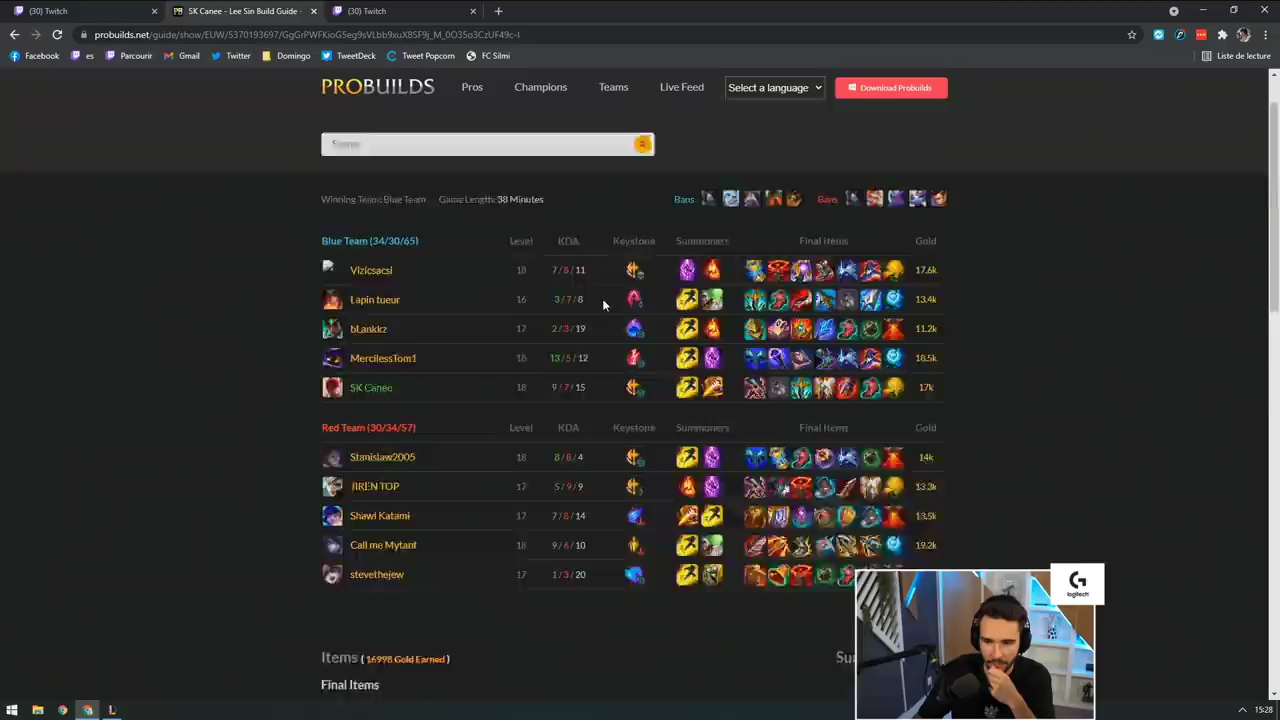 (30) Twitch
SK Canee - Lee Sin Build Guide -
(30) Twitch
probuilds.net/guide/show/EUW/5370193697/
Facebook es Parcourir Gmail Twitter Domingo TweetDeck Tweet Popcorn FC Silmi Liste de lecture
PROBUILDS Pros Champions Teams Live Feed Select a language Download Probuilds
Winning Team: Blue Team Game Length: 38 Minutes Bans Bans
Blue Team (34/30/65) Level KDA Keystone Summoners Final Items Gold
Vizicsacsi 18 7 / 8 / 11 17.6k
Lapin tueur 16 3 / 7 / 8 13.4k
bLankkz 17 2 / 3 / 19 11.2k
MercilessTom1 18 13 / 5 / 12 18.5k
SK Canee 18 9 / 7 / 15 17k
Red Team (30/34/57) Level KDA Keystone Summoners Final Items Gold
Stanislaw2005 18 8 / 8 / 4 14k
JIREN TOP 17 5 / 9 / 9 13.3k
Shawi Katami 17 7 / 8 / 14 13.5k
Call me Mytant 18 9 / 6 / 10 19.2k
stevethejew 17 1 / 3 / 20
logitech
Items ( 16998 Gold Earned )
Final Items
15:28